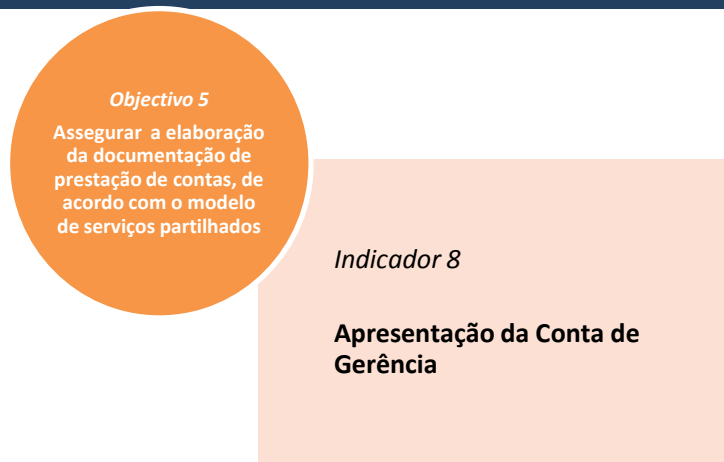 Objectivo 5
Assegurar a elaboração
da documentação de
prestação de contas, de
acordo com o modelo
de serviços partilhados
Indicador 8
Apresentação da Conta de
Gerência